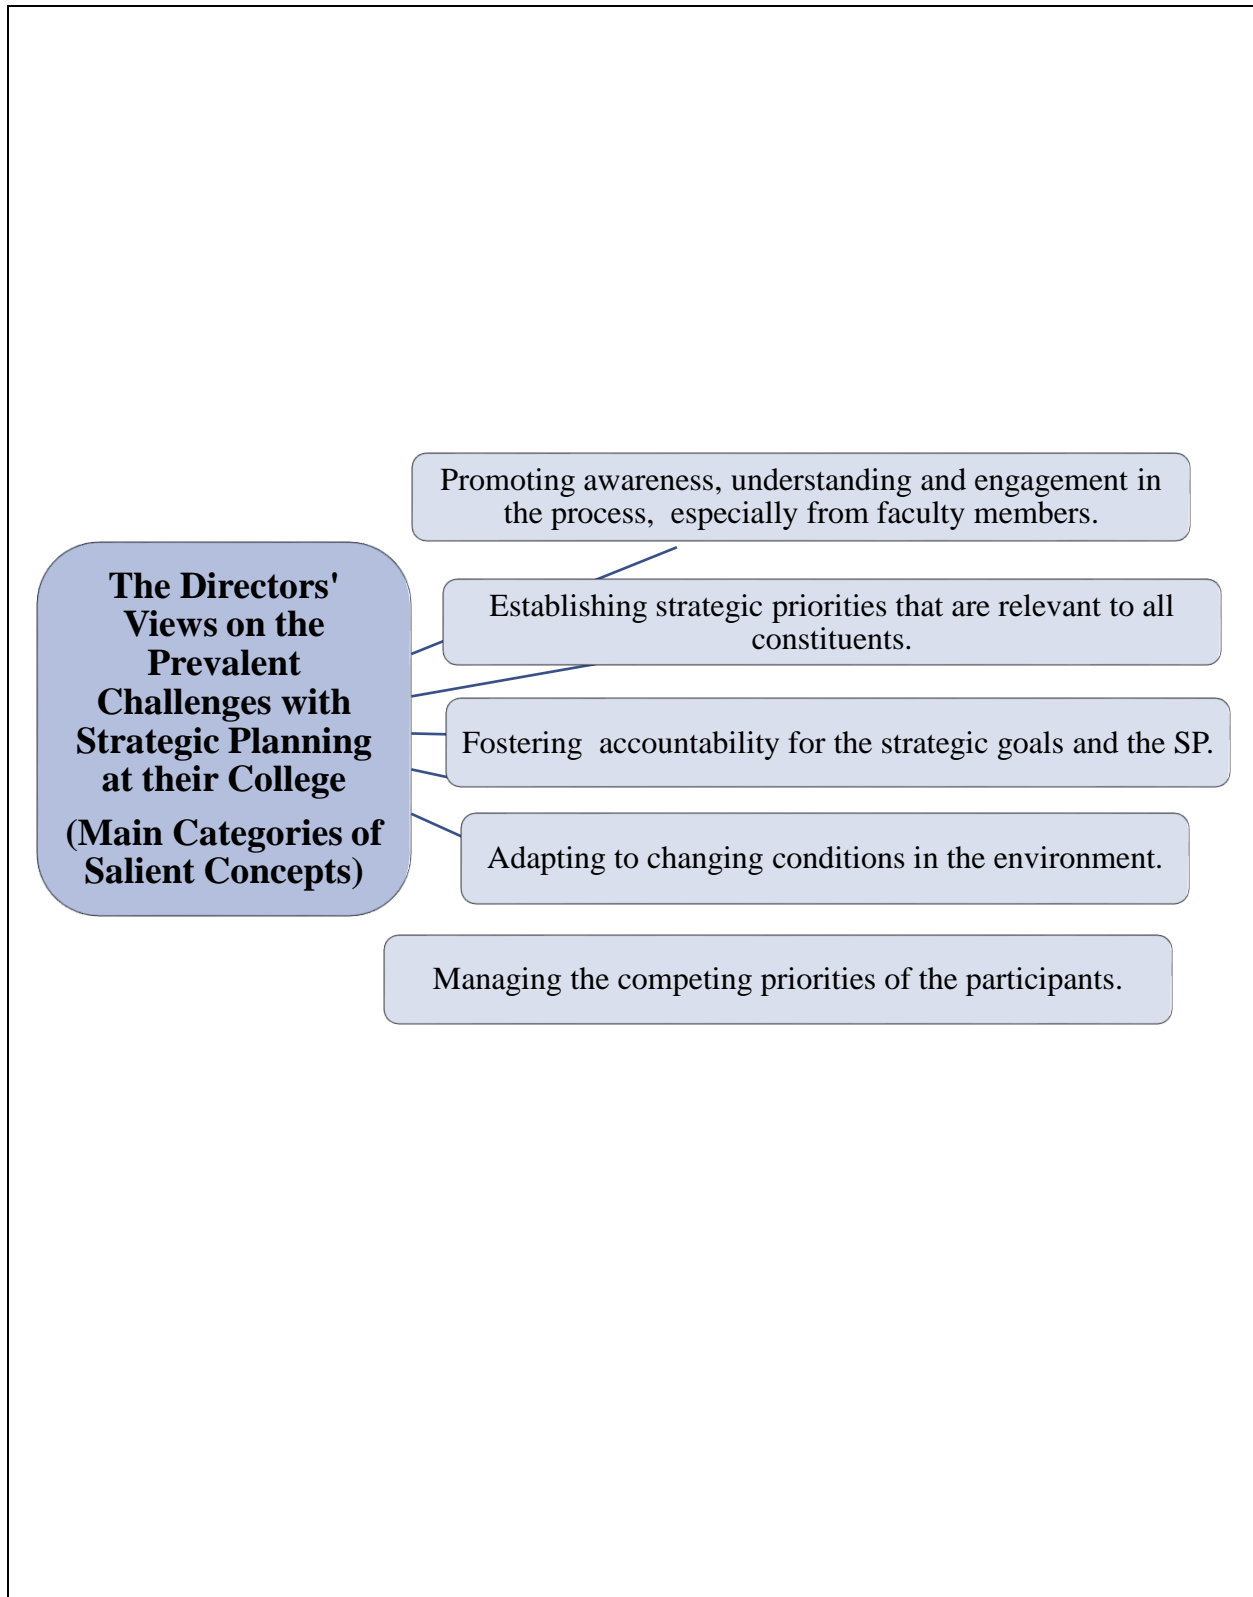 The Directors'
Views on the
Prevalent
Challenges with
Strategic Planning
at their College
(Main Categories of
Salient Concepts)
Promoting awareness, understanding and engagement in
the process,  especially from faculty members.
Establishing strategic priorities that are relevant to all
constituents.
Fostering  accountability for the strategic goals and the SP.
Adapting to changing conditions in the environment.
Managing the competing priorities of the participants.